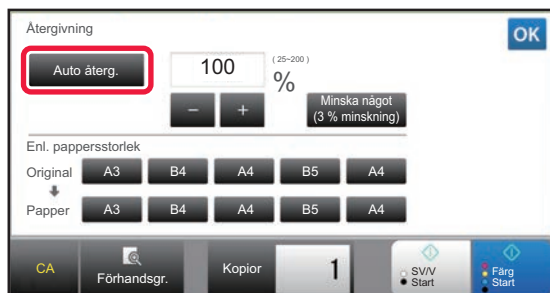 Återgivning
OK
Auto återg.
100
(25~200)
%
−
+
Minska något
(3 % minskning)
Enl. pappersstorlek
Original
A3
B4
A4
B5
A4
Papper
A3
B4
A4
B5
A4
CA
Förhandsgr.
Kopior
1
SV/V
Start
Färg
Start